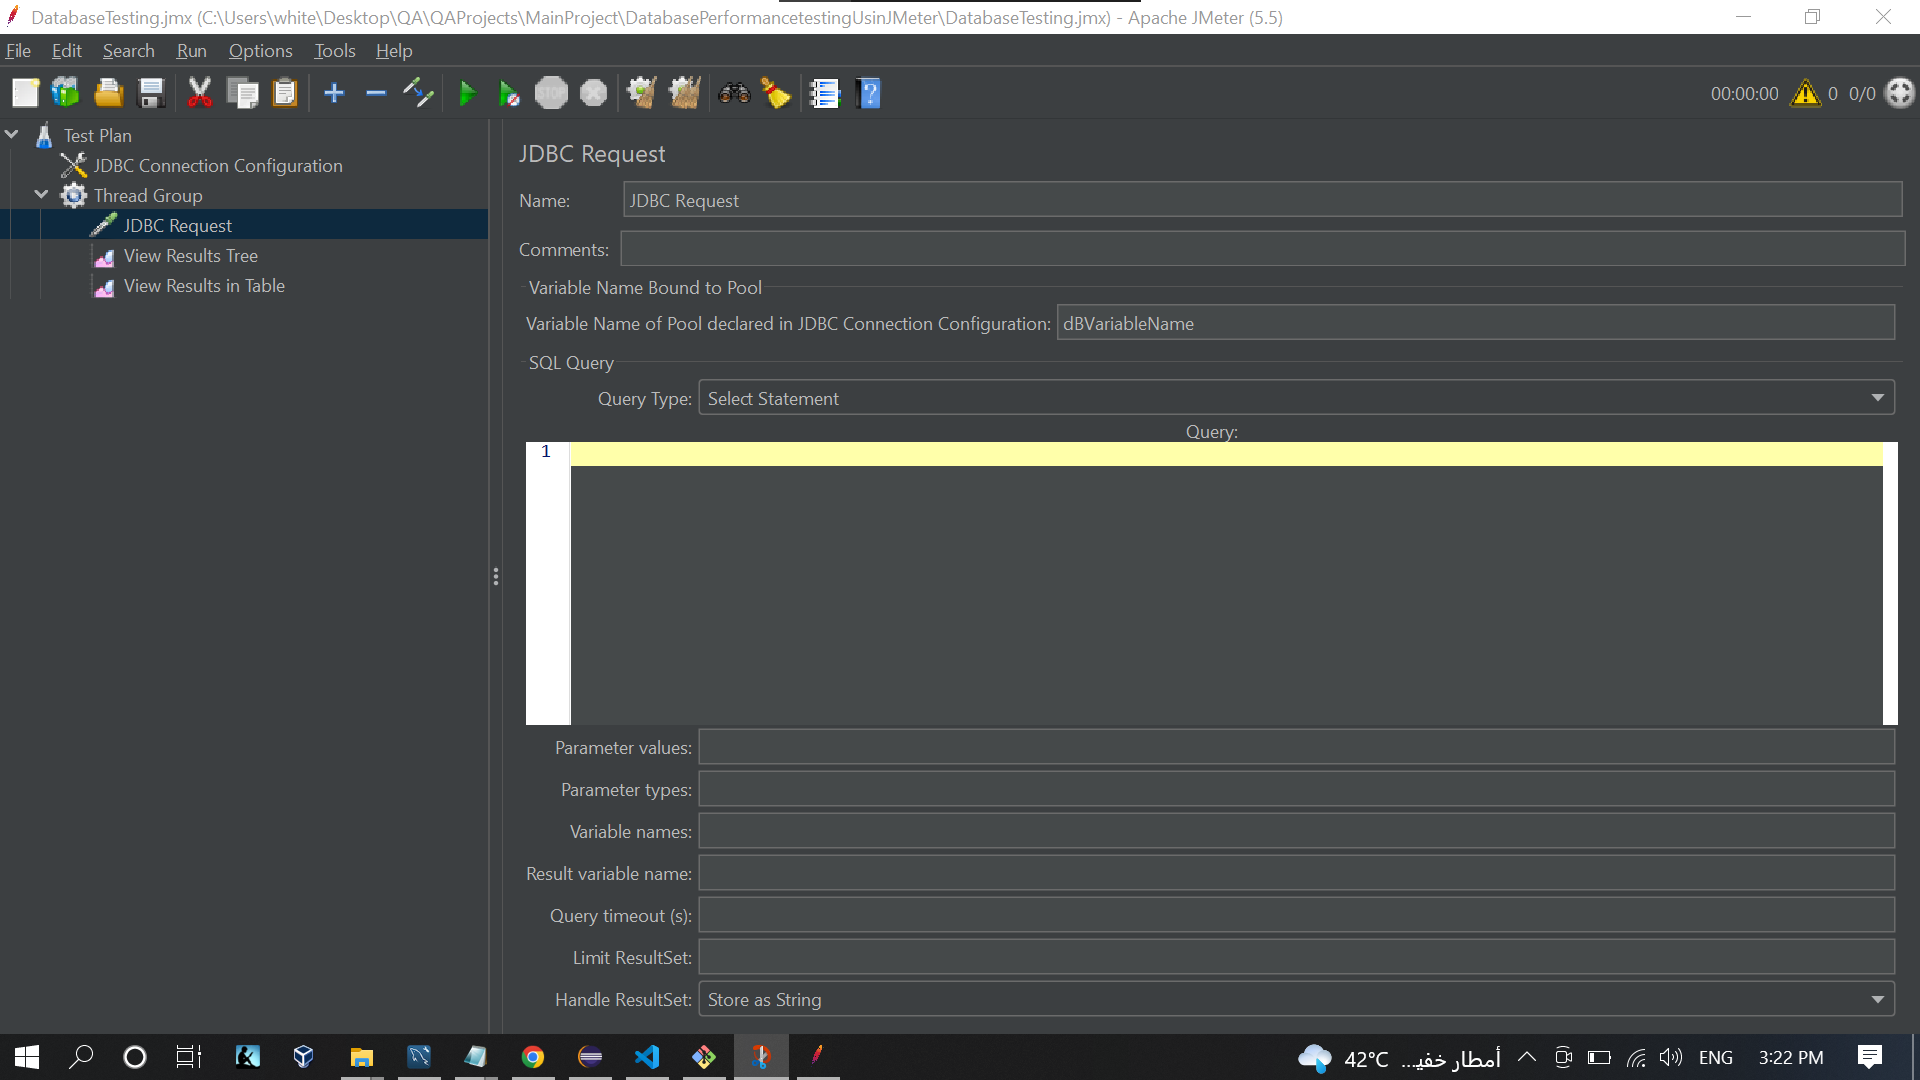 DatabaseTesting.jmx (C:\Users\white\Desktop\QA\QAProjects\MainProject\DatabasePerformancetestingUsinJMeter\DatabaseTesting.jmx) - Apache JMeter (5.5)
File Edit Search Run Options Tools Help
STOP
00:00:00 0 0/0
Test Plan
JDBC Connection Configuration
Thread Group
JDBC Request
View Results Tree
View Results in Table
JDBC Request
Name: JDBC Request
Comments:
Variable Name Bound to Pool
Variable Name of Pool declared in JDBC Connection Configuration: dBVariableName
SQL Query
Query Type: Select Statement
Query:
1
Parameter values:
Parameter types:
Variable names:
Result variable name:
Query timeout (s):
Limit ResultSet:
Handle ResultSet: Store as String
42°C أمطار خفيـ... ENG 3:22 PM